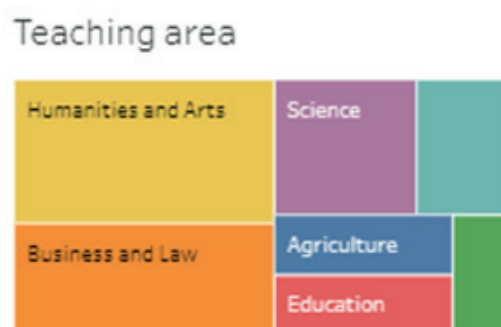 Teaching area
Humanities and Arts
Science
Business and Law
Agriculture
Education